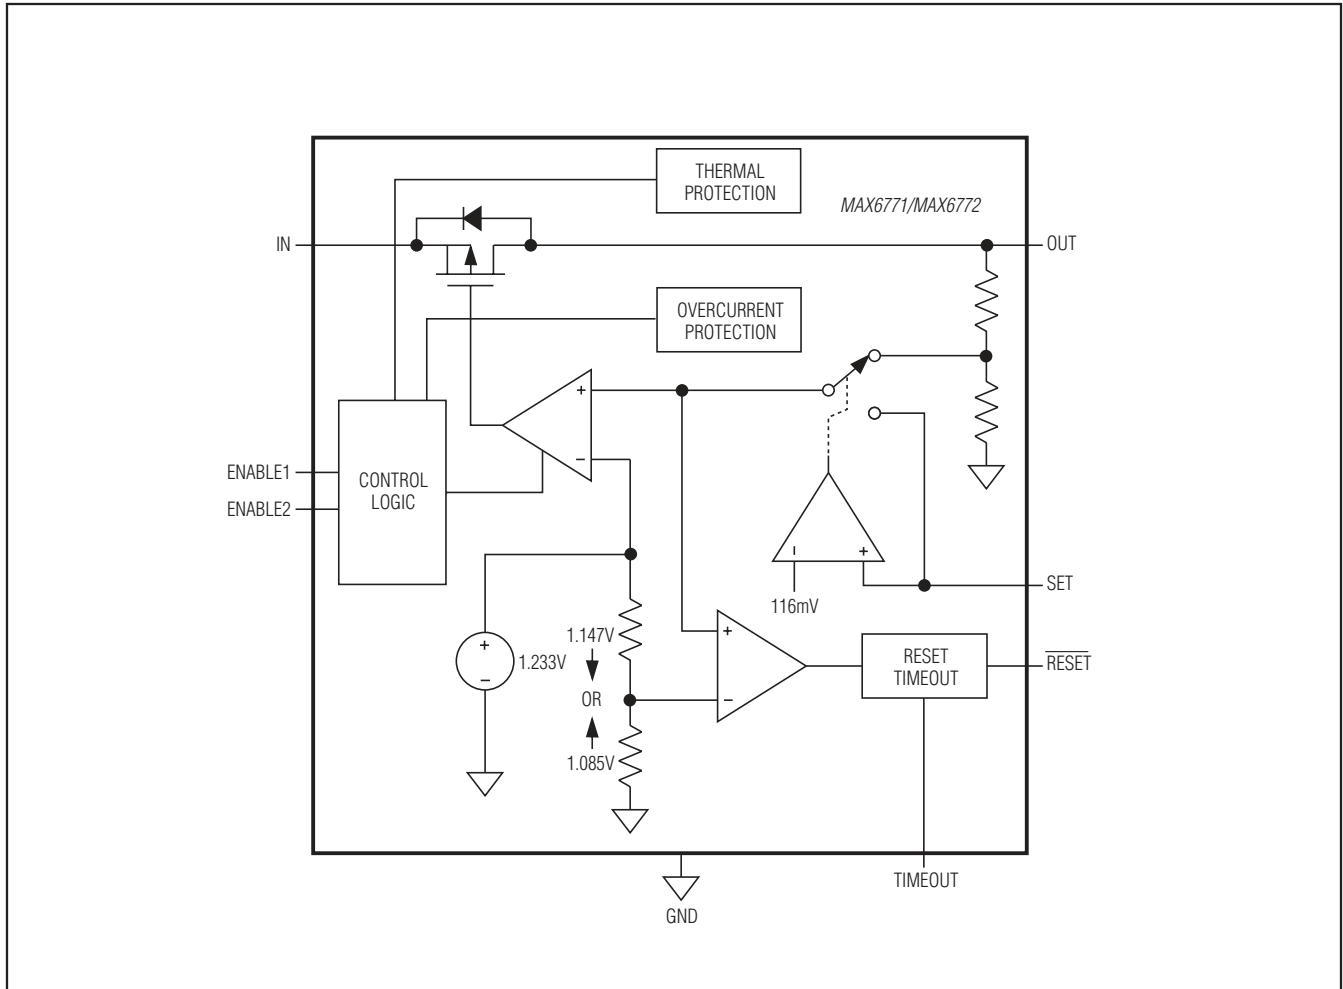 THERMAL
PROTECTION
MAX6771/MAX6772
IN
OUT
OVERCURRENT
PROTECTION
+
−
ENABLE1
ENABLE2
CONTROL
LOGIC
−
+
116mV
SET
+
−
1.233V
1.147V
OR
1.085V
+
−
RESET
TIMEOUT
RESET
TIMEOUT
GND